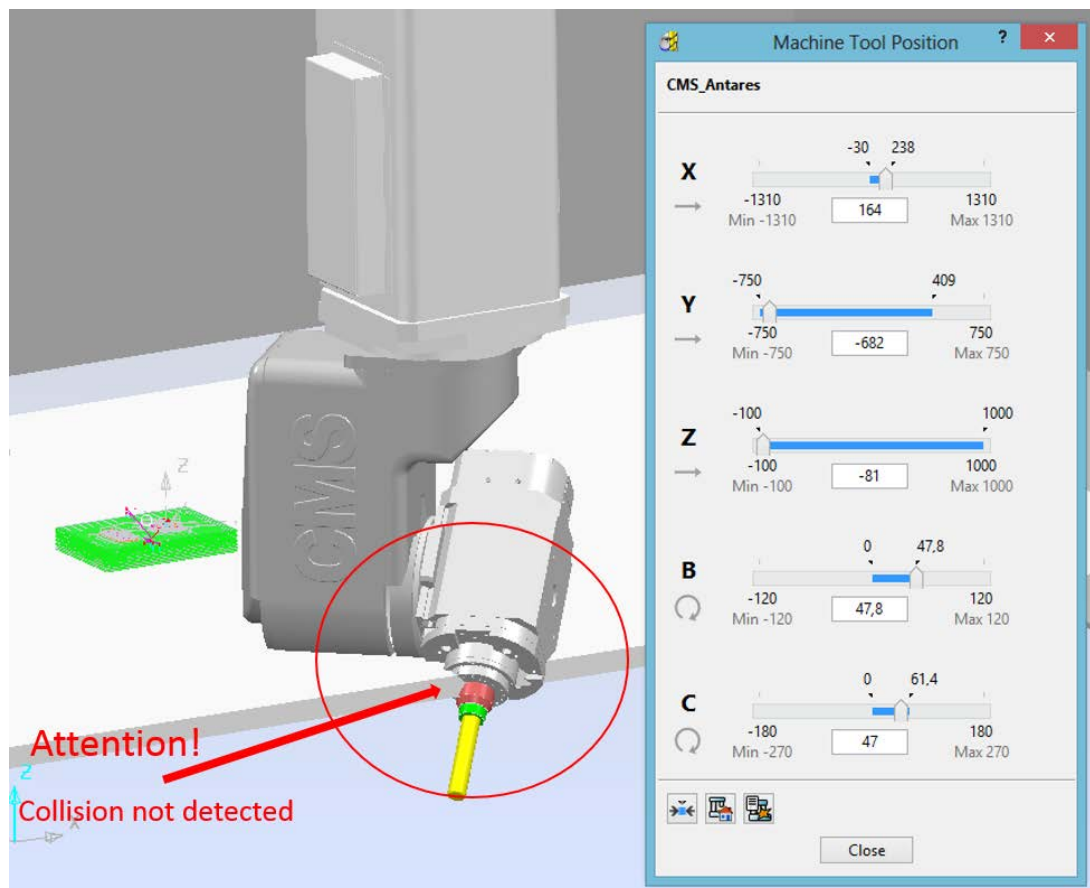 Machine Tool Position ? ×
CMS_Antares
-30 238
X
-1310 164 1310
Min -1310 Max 1310
-750 409
Y
-750 -682 750
Min -750 Max 750
-100 1000
Z
-100 -81 1000
Min -100 Max 1000
0 47,8
B
-120 47,8 120
Min -120 Max 120
0 61,4
C
-180 47 180
Min -270 Max 270
Close
CMS
Z
Attention!
Collision not detected
Z
X